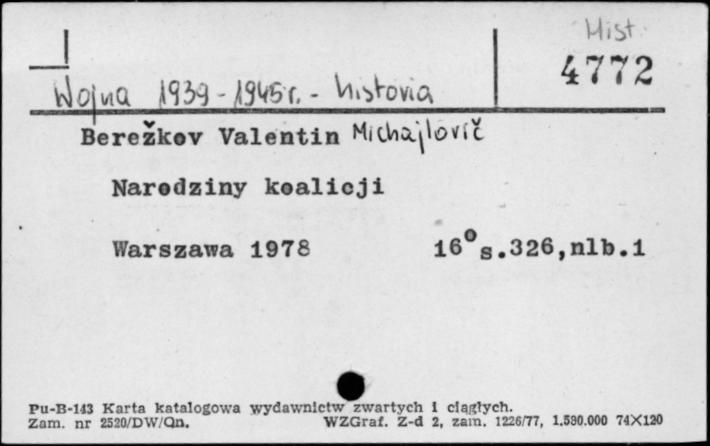 Hist.
4772
Wojna 1939-1945r. - historia
Berežkov Valentin Michajlovič
Narodziny koalicji
Warszawa 1978 16° s.326,nlb.1
Pu-B-143 Karta katalogowa wydawnictw zwartych i ciągłych.
Zam. nr 2520/DW/Qn. WZGraf. Z-d 2, zam. 1226/77, 1.590.000 74X120